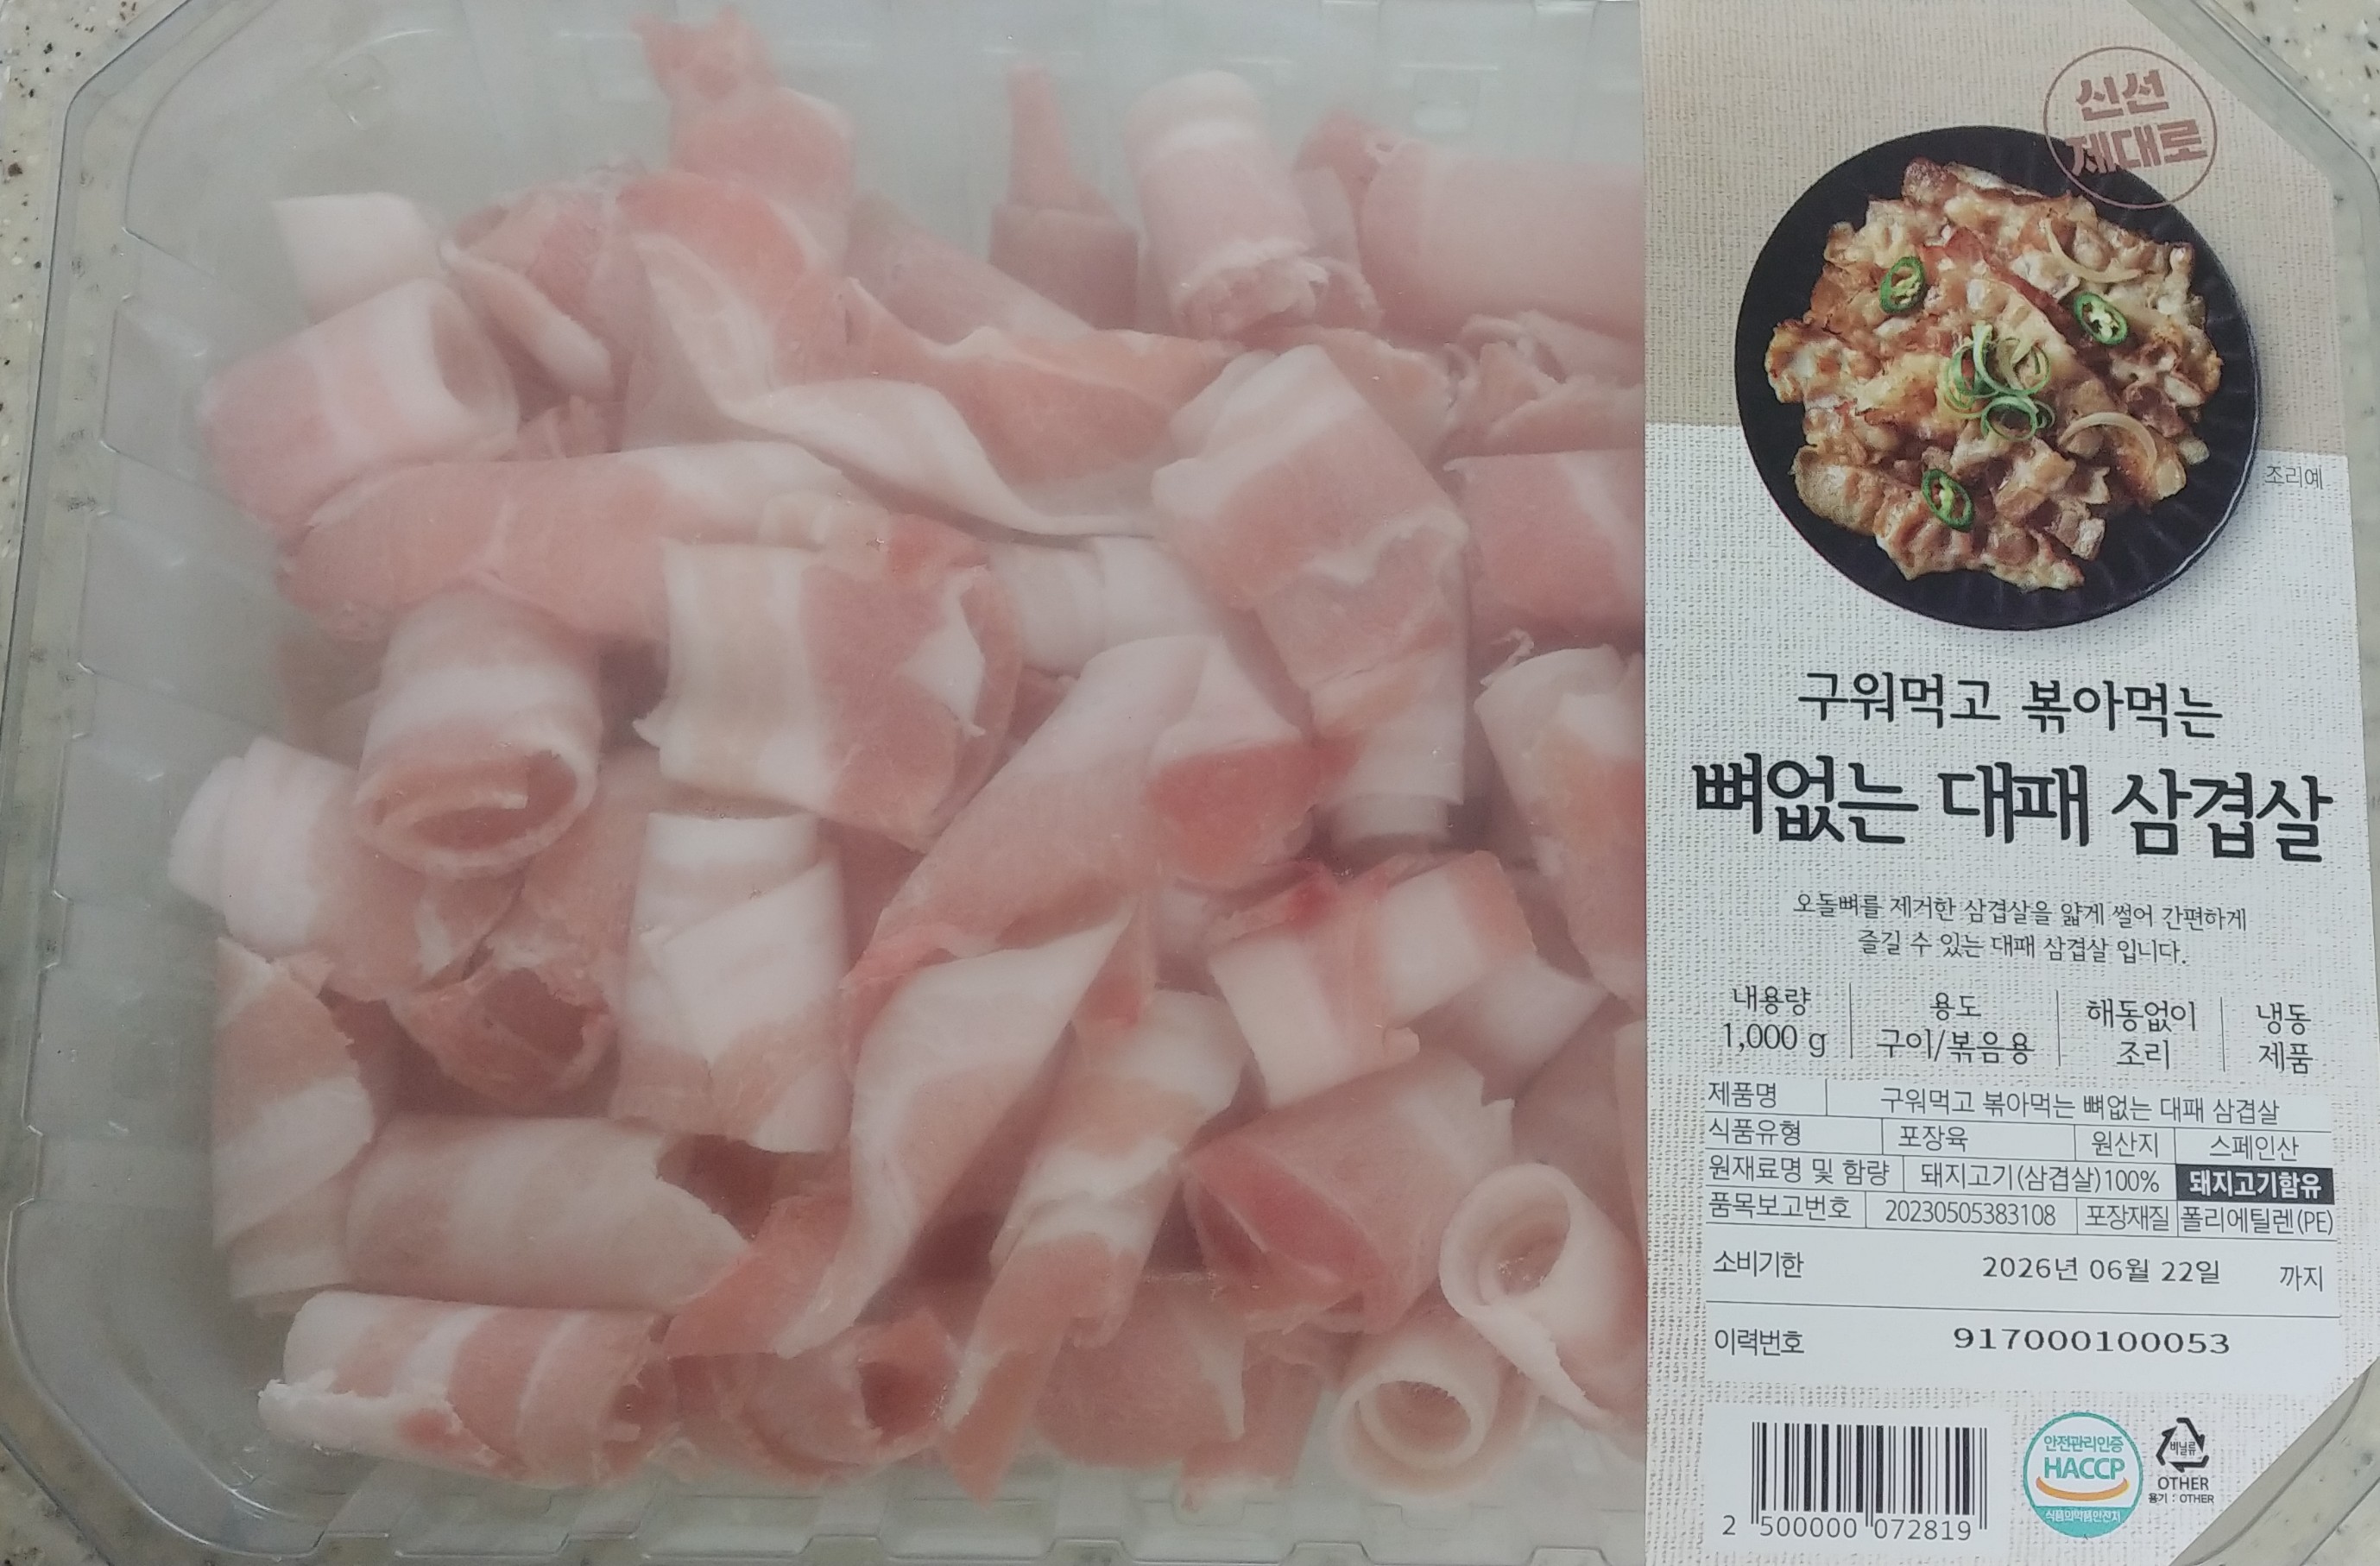 신선
제대로
조리예
구워먹고 볶아먹는
뼈없는 대패 삼겹살
오돌뼈를 제거한 삼겹살을 얇게 썰어 간편하게
즐길 수 있는 대패 삼겹살 입니다.
내용량 용도 해동없이 냉동
1,000 g 구이/볶음용 조리 제품
제품명 구워먹고 볶아먹는 뼈없는 대패 삼겹살
식품유형 포장육 원산지 스페인산
원재료명 및 함량 돼지고기(삼겹살)100% 돼지고기함유
품목보고번호 20230505383108 포장재질 폴리에틸렌(PE)
소비기한 2026년 06월 22일 까지
이력번호 917000100053
안전관리인증
HACCP
식품의약품안전처
비닐류
OTHER
용기 : OTHER
2 500000 072819